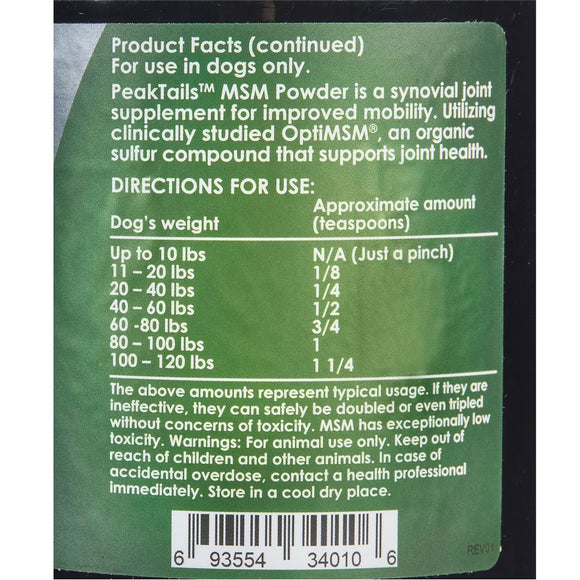 Product Facts (continued)
For use in dogs only.
PeakTails™ MSM Powder is a synovial joint
supplement for improved mobility. Utilizing
clinically studied OptiMSM®, an organic
sulfur compound that supports joint health.
DIRECTIONS FOR USE:
Dog's weight Approximate amount (teaspoons)
Up to 10 lbs N/A (Just a pinch)
11 – 20 lbs 1/8
20 – 40 lbs 1/4
40 – 60 lbs 1/2
60 -80 lbs 3/4
80 – 100 lbs 1
100 – 120 lbs 1 1/4
The above amounts represent typical usage. If they are
ineffective, they can safely be doubled or even tripled
without concerns of toxicity. MSM has exceptionally low
toxicity. Warnings: For animal use only. Keep out of
reach of children and other animals. In case of
accidental overdose, contact a health professional
immediately. Store in a cool dry place.
6 93554 34010 6
REV01